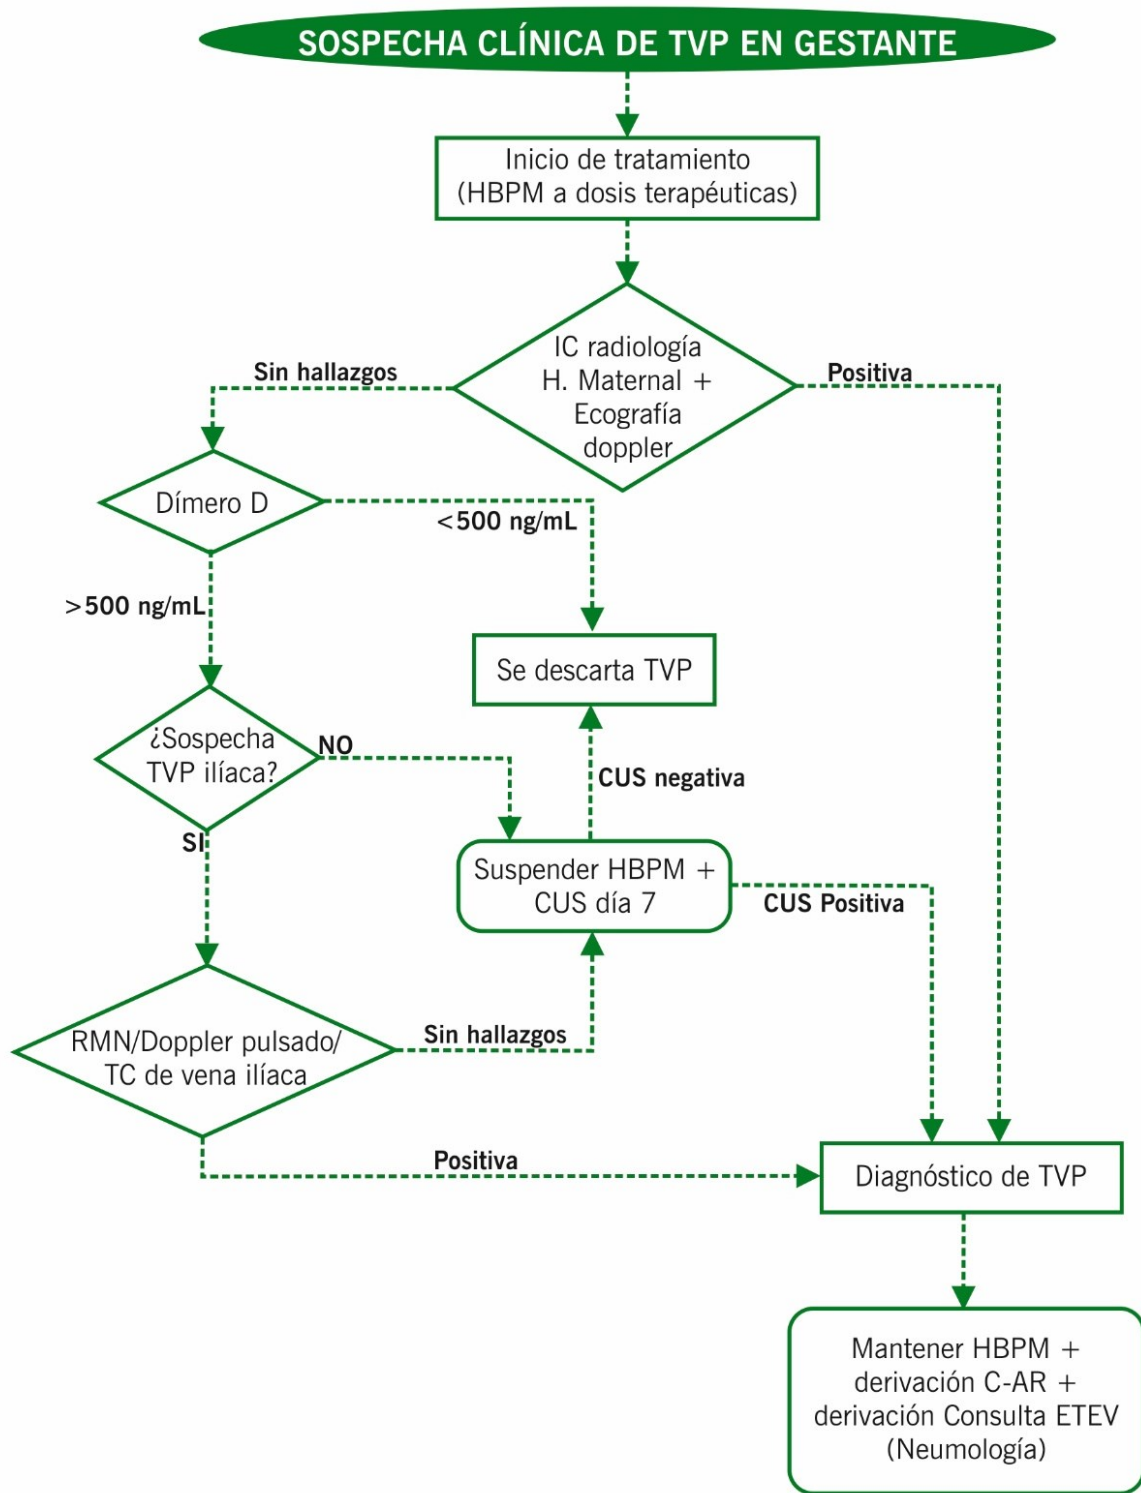 SOSPECHA CLÍNICA DE TVP EN GESTANTE
Inicio de tratamiento
(HBPM a dosis terapéuticas)
IC radiología
H. Maternal +
Ecografía
doppler
Sin hallazgos
Positiva
Dímero D
<500 ng/mL
>500 ng/mL
Se descarta TVP
¿Sospecha
TVP ilíaca?
NO
SI
CUS negativa
Suspender HBPM +
CUS día 7
CUS Positiva
RMN/Doppler pulsado/
TC de vena ilíaca
Sin hallazgos
Positiva
Diagnóstico de TVP
Mantener HBPM +
derivación C-AR +
derivación Consulta ETEV
(Neumología)